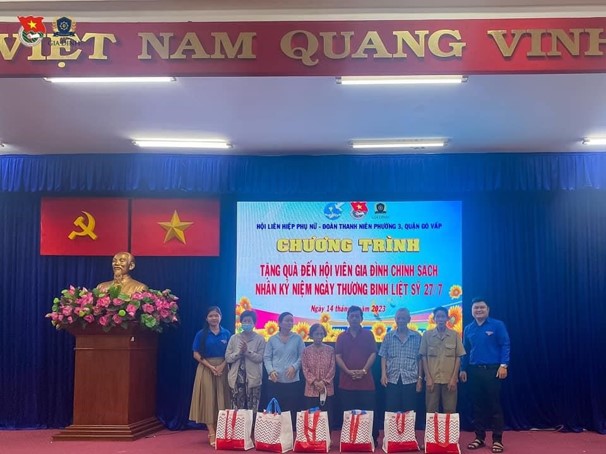 VIỆT NAM QUANG VINH
HỘI LIÊN HIỆP PHỤ NỮ - ĐOÀN THANH NIÊN PHƯỜNG 3, QUẬN GÒ VẤP
CHƯƠNG TRÌNH
TẶNG QUÀ ĐẾN HỘI VIÊN GIA ĐÌNH CHÍNH SÁCH
NHÂN KỶ NIỆM NGÀY THƯƠNG BINH LIỆT SỸ 27 7
Ngày 14 tháng 2023